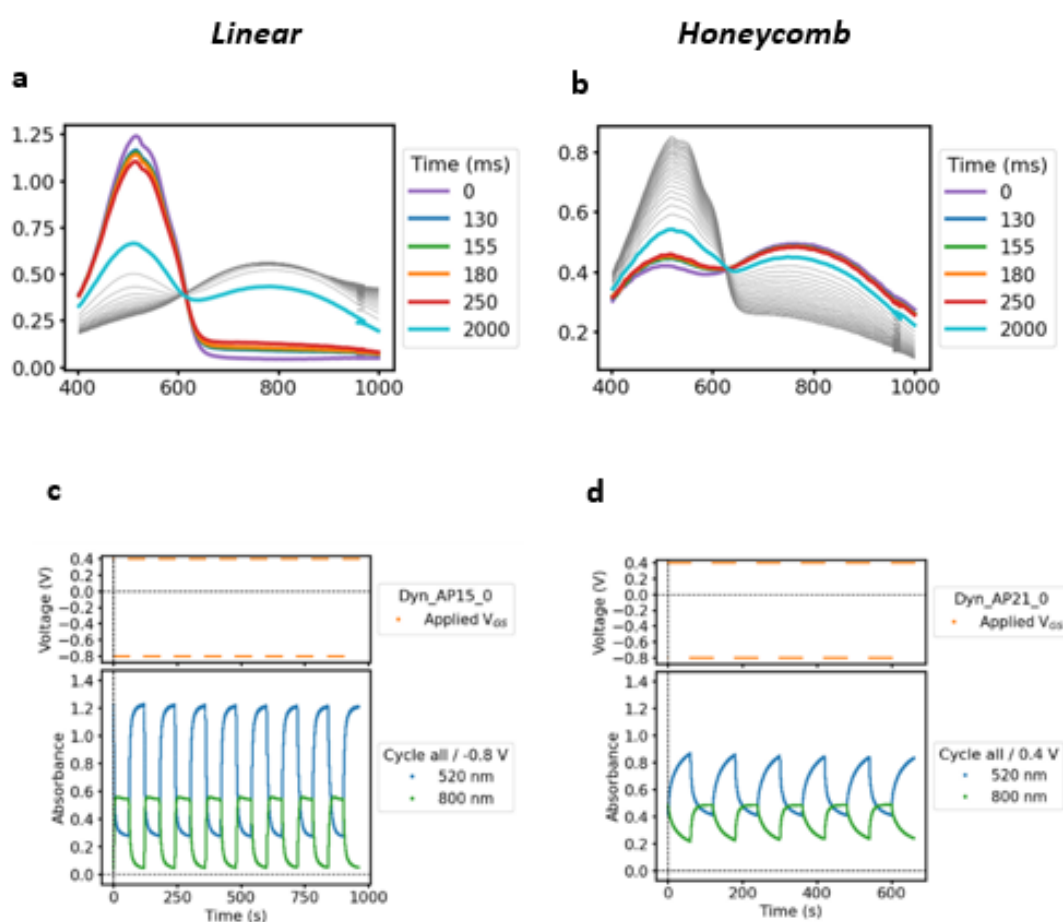 Linear
Honeycomb
a
1.25
1.00
0.75
0.50
0.25
0.00
400
600
800
1000
Time (ms)
0
130
155
180
250
2000
b
0.8
0.6
0.4
0.2
400
600
800
1000
Time (ms)
0
130
155
180
250
2000
c
Voltage (V)
0.4
0.2
0.0
−0.2
−0.4
−0.6
−0.8
Dyn_AP15_0
Applied VGS
Absorbance
1.4
1.2
1.0
0.8
0.6
0.4
0.2
0.0
0
250
500
750
1000
Time (s)
Cycle all / -0.8 V
520 nm
800 nm
d
Voltage (V)
0.4
0.2
0.0
−0.2
−0.4
−0.6
−0.8
Dyn_AP21_0
Applied VGS
Absorbance
1.4
1.2
1.0
0.8
0.6
0.4
0.2
0.0
0
200
400
600
Time (s)
Cycle all / 0.4 V
520 nm
800 nm